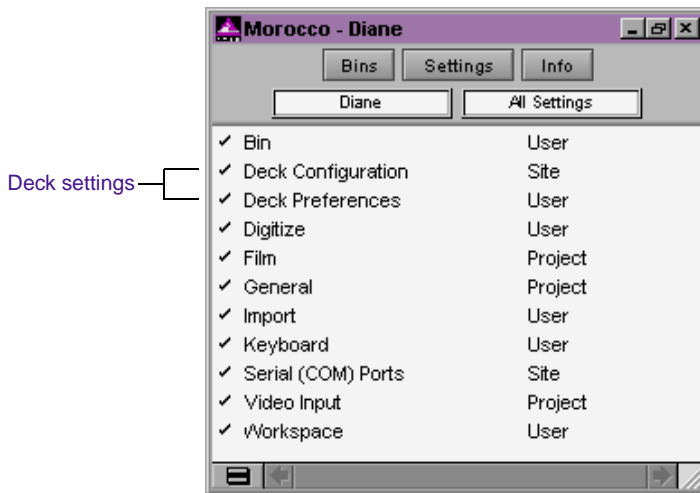 Morocco - Diane
Bins Settings Info
Diane All Settings
✓ Bin User
Deck settings
✓ Deck Configuration Site
✓ Deck Preferences User
✓ Digitize User
✓ Film Project
✓ General Project
✓ Import User
✓ Keyboard User
✓ Serial (COM) Ports Site
✓ Video Input Project
✓ Workspace User